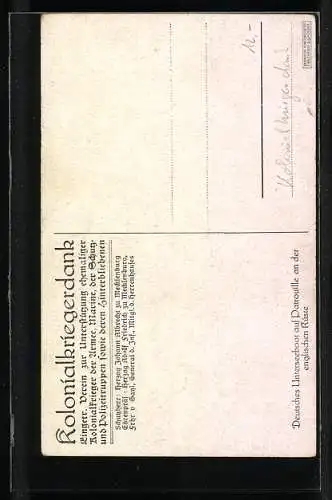 Kolonialkriegerdank
Eingetr. Verein zur Unterstützung ehemaliger
Kolonialkrieger der Armee, Marine, der Schutz-
und Polizeitruppen sowie deren Hinterbliebenen
Schutzherr: Herzog Johann Albrecht zu Mecklenburg
Ehrenpräs.: Herzog Adolf Friedrich zu Mecklenburg,
Frhr. v. Gayl, General d. Inf., Mitgl. d. Herrenhauses
Deutsches Unterseeboot auf Patrouille an der
englischen Küste
12.-
Kolonialkriegerdank